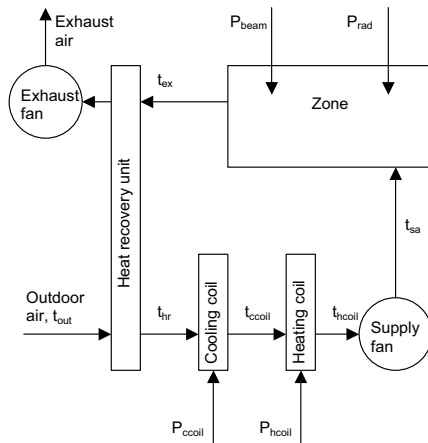 Exhaust
air
P_beam
P_rad
Exhaust
fan
t_ex
Zone
Heat recovery unit
t_sa
Outdoor
air, t_out
t_hr
Cooling coil
t_ccoil
Heating coil
t_hcoil
Supply
fan
P_ccoil
P_hcoil